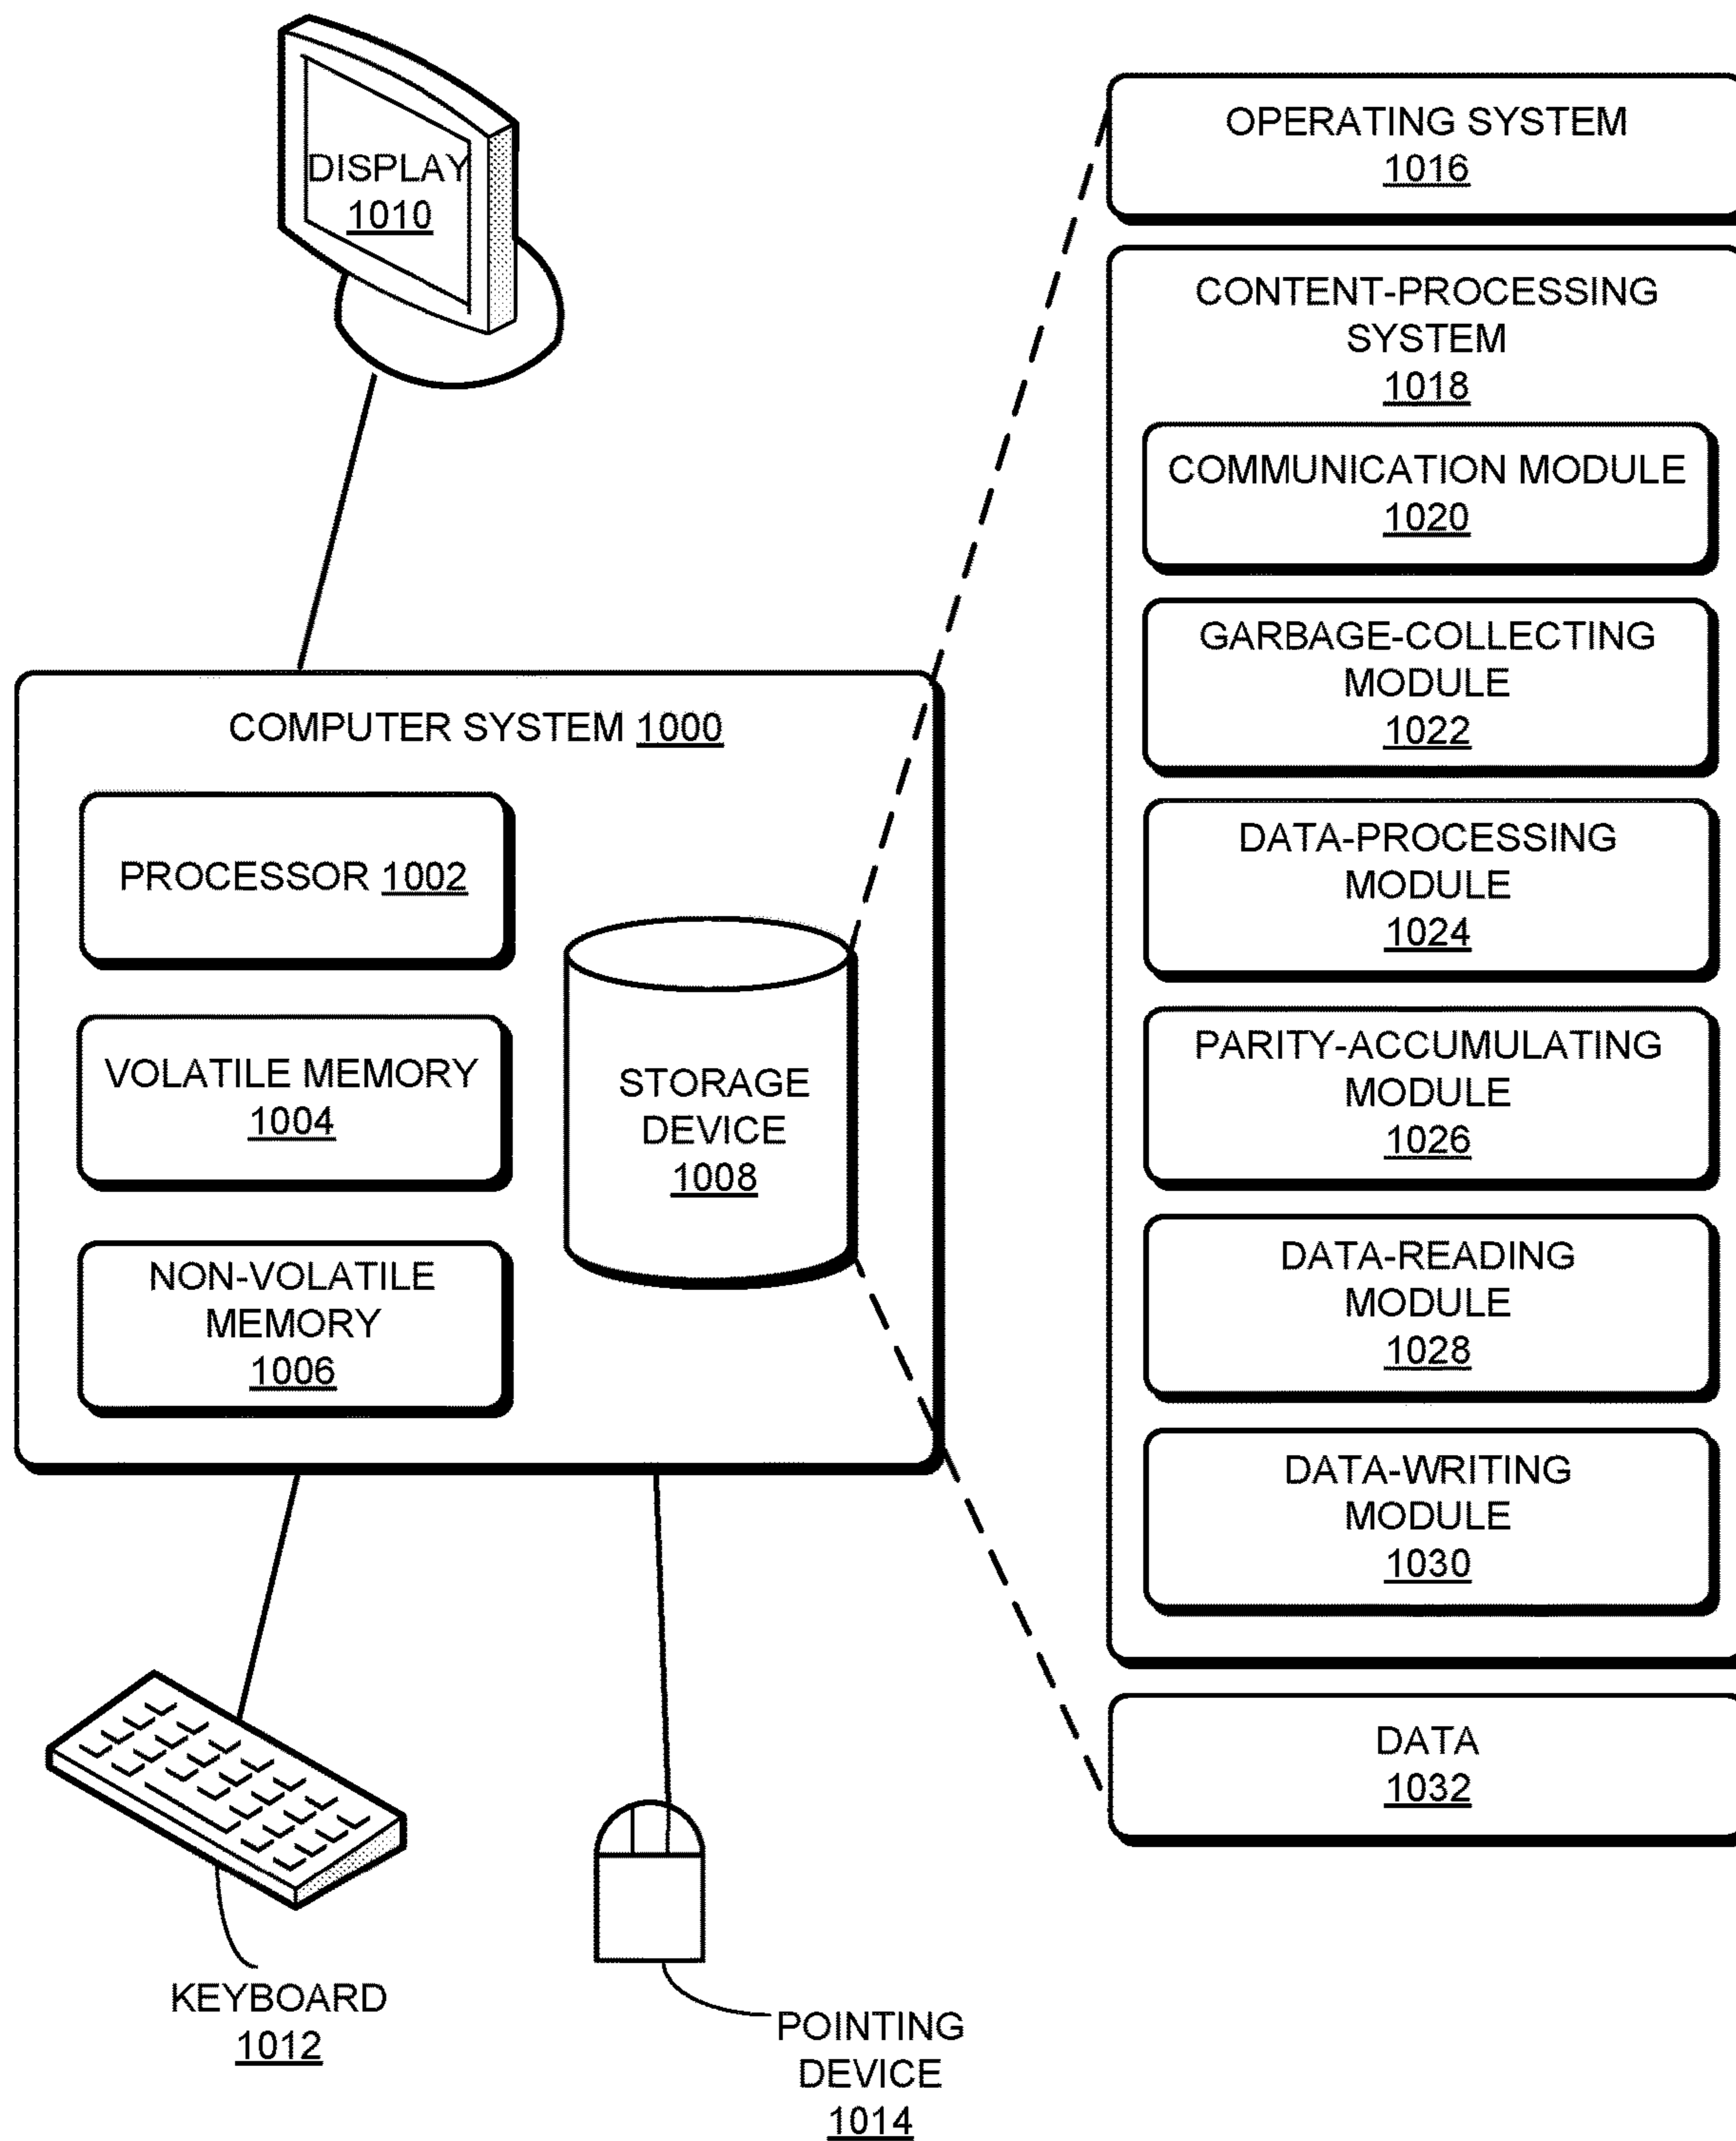 DISPLAY
1010
COMPUTER SYSTEM 1000
PROCESSOR 1002
VOLATILE MEMORY
1004
NON-VOLATILE
MEMORY
1006
STORAGE
DEVICE
1008
KEYBOARD
1012
POINTING
DEVICE
1014
OPERATING SYSTEM
1016
CONTENT-PROCESSING
SYSTEM
1018
COMMUNICATION MODULE
1020
GARBAGE-COLLECTING
MODULE
1022
DATA-PROCESSING
MODULE
1024
PARITY-ACCUMULATING
MODULE
1026
DATA-READING
MODULE
1028
DATA-WRITING
MODULE
1030
DATA
1032